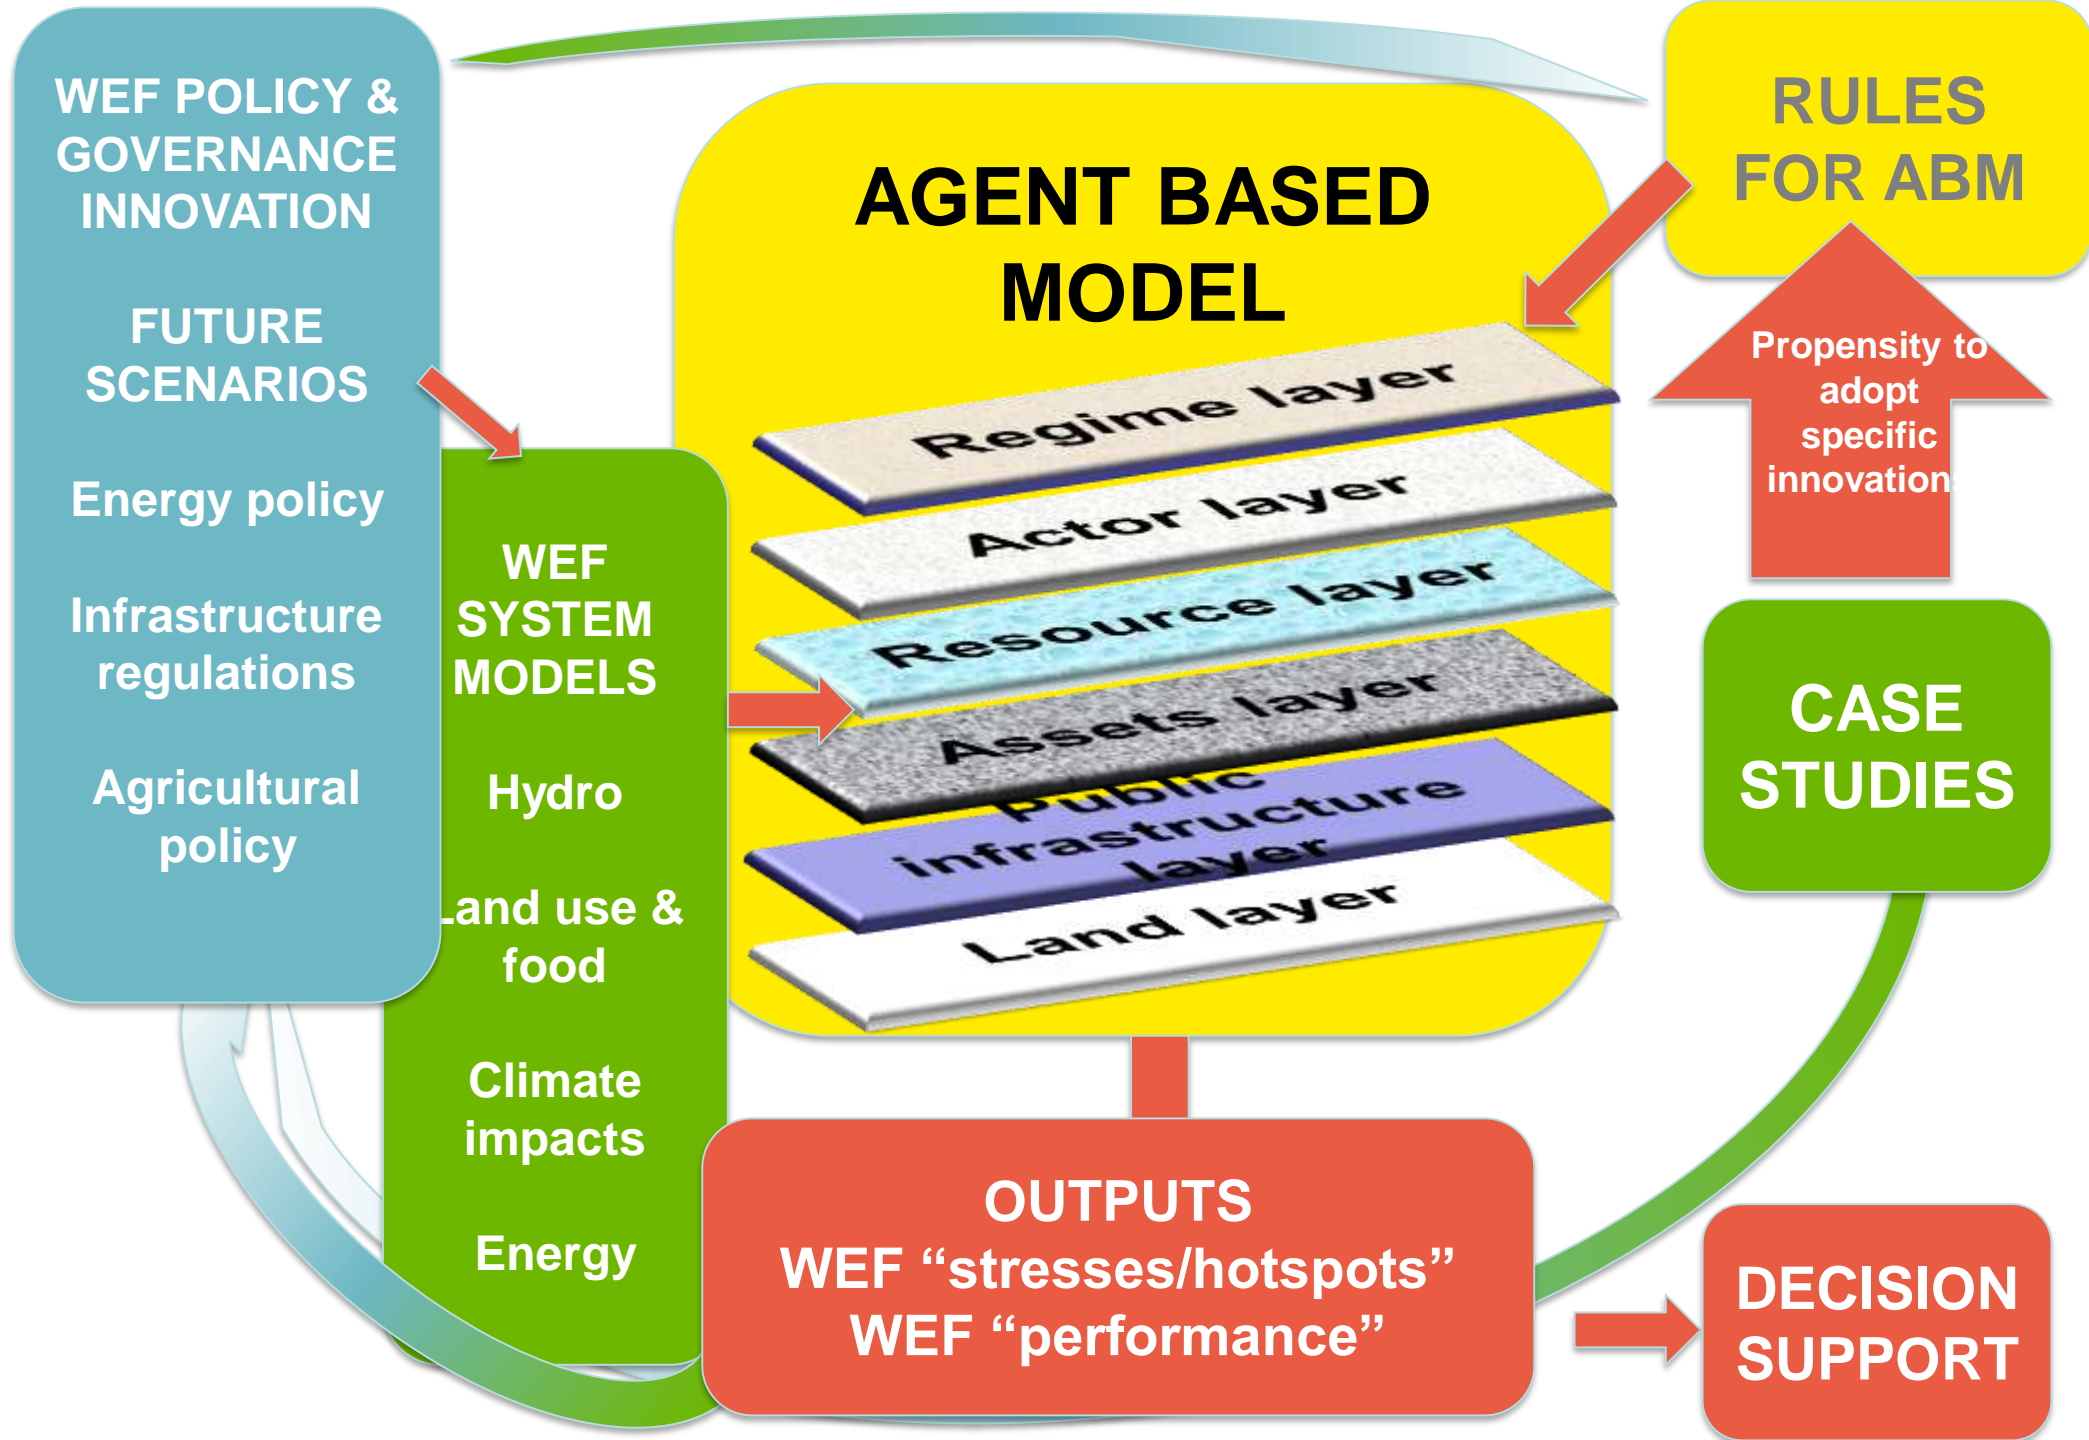 WEF POLICY &
GOVERNANCE
INNOVATION
FUTURE
SCENARIOS
Energy policy
Infrastructure
regulations
Agricultural
policy
WEF
SYSTEM
MODELS
Hydro
Land use &
food
Climate
impacts
Energy
AGENT BASED
MODEL
Regime layer
Actor layer
Resource layer
Assets layer
Public
infrastructure
layer
Land layer
RULES
FOR ABM
Propensity to
adopt
specific
innovations
CASE
STUDIES
OUTPUTS
WEF “stresses/hotspots”
WEF “performance”
DECISION
SUPPORT